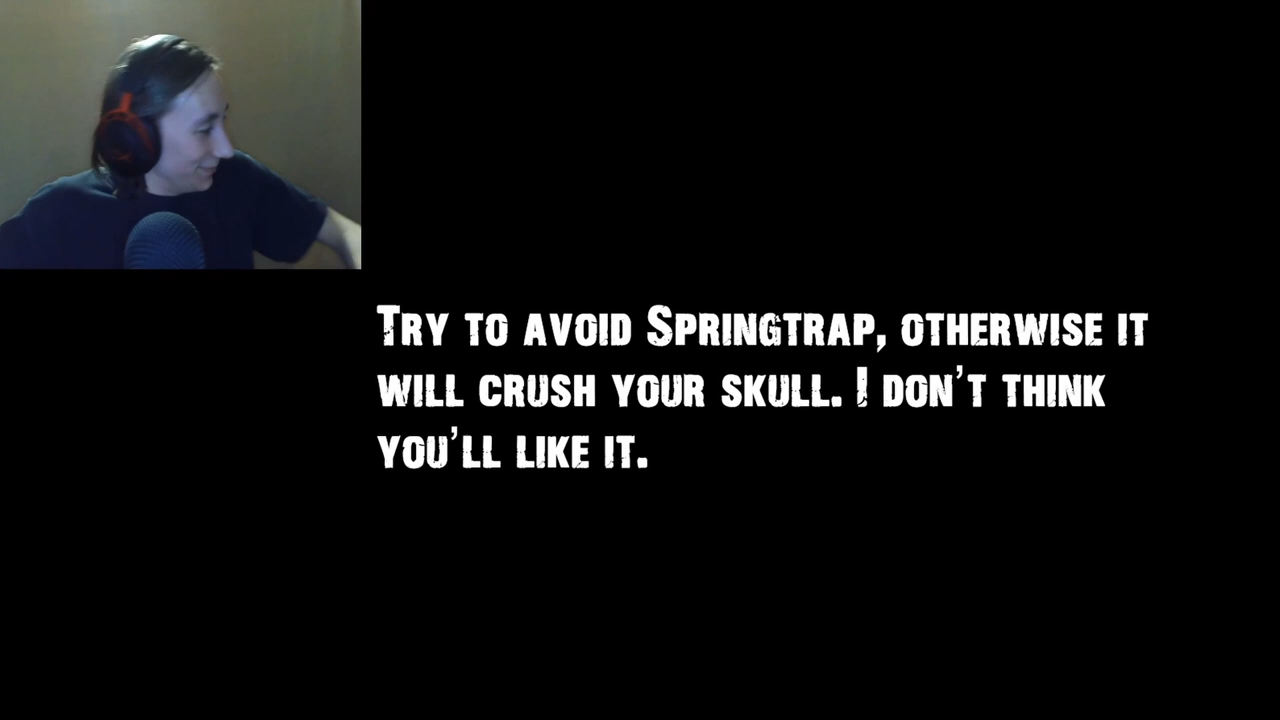 Try to avoid Springtrap, otherwise it
will crush your skull. I don't think
you'll like it.